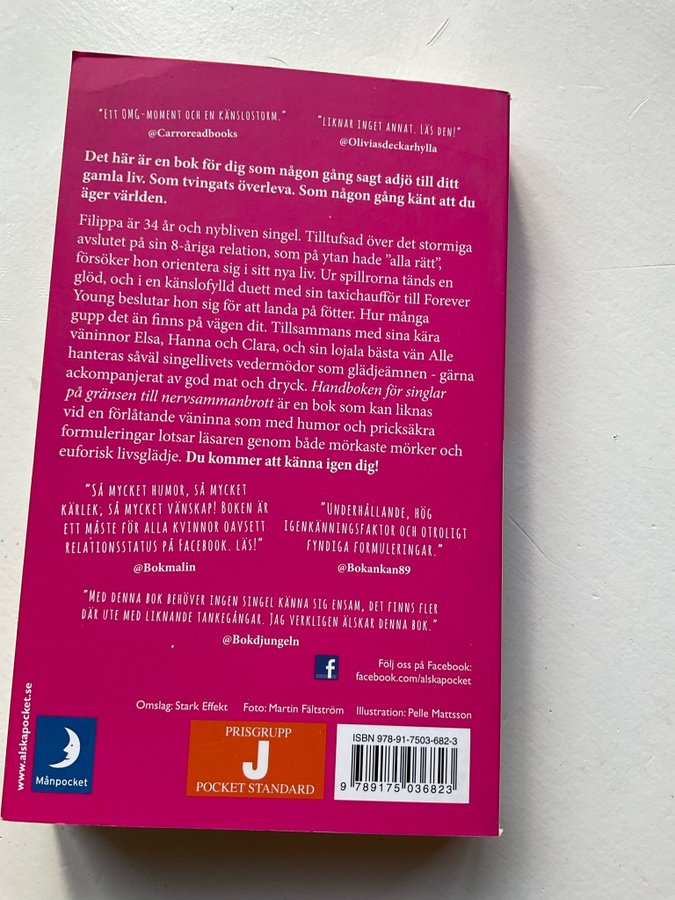 "Ett OMG-moment och en känslostorm."
@Carroreadbooks
"Liknar inget annat. Läs den!"
@Oliviasdeckarhylla
Det här är en bok för dig som någon gång sagt adjö till ditt
gamla liv. Som tvingats överleva. Som någon gång känt att du
äger världen.
Filippa är 34 år och nybliven singel. Tilltufsad över det stormiga
avslutet på sin 8-åriga relation, som på ytan hade "alla rätt",
försöker hon orientera sig i sitt nya liv. Ur spillrorna tänds en
glöd, och i en känslofylld duett med sin taxichaufför till Forever
Young beslutar hon sig för att landa på fötter. Hur många
gupp det än finns på vägen dit. Tillsammans med sina kära
väninnor Elsa, Hanna och Clara, och sin lojala bästa vän Alle
hanteras såväl singellivets vedermödor som glädjeämnen - gärna
ackompanjerat av god mat och dryck. Handboken för singlar
på gränsen till nervsammanbrott är en bok som kan liknas
vid en förlåtande väninna som med humor och pricksäkra
formuleringar lotsar läsaren genom både mörkaste mörker och
euforisk livsglädje. Du kommer att känna igen dig!
"Så mycket humor, så mycket
kärlek, så mycket vänskap! Boken är
ett måste för alla kvinnor oavsett
relationsstatus på Facebook. Läs!"
@Bokmalin
"Underhållande, hög
igenkänningsfaktor och otroligt
fyndiga formuleringar."
@Bokankan89
"Med denna bok behöver ingen singel känna sig ensam, det finns fler
där ute med liknande tankegångar. Jag verkligen älskar denna bok."
@Bokdjungeln
f
Följ oss på Facebook:
facebook.com/alskapocket
Omslag: Stark Effekt Foto: Martin Fältström Illustration: Pelle Mattsson
www.alskapocket.se
Månpocket
PRISGRUPP
J
POCKET STANDARD
ISBN 978-91-7503-682-3
9 789175 036823